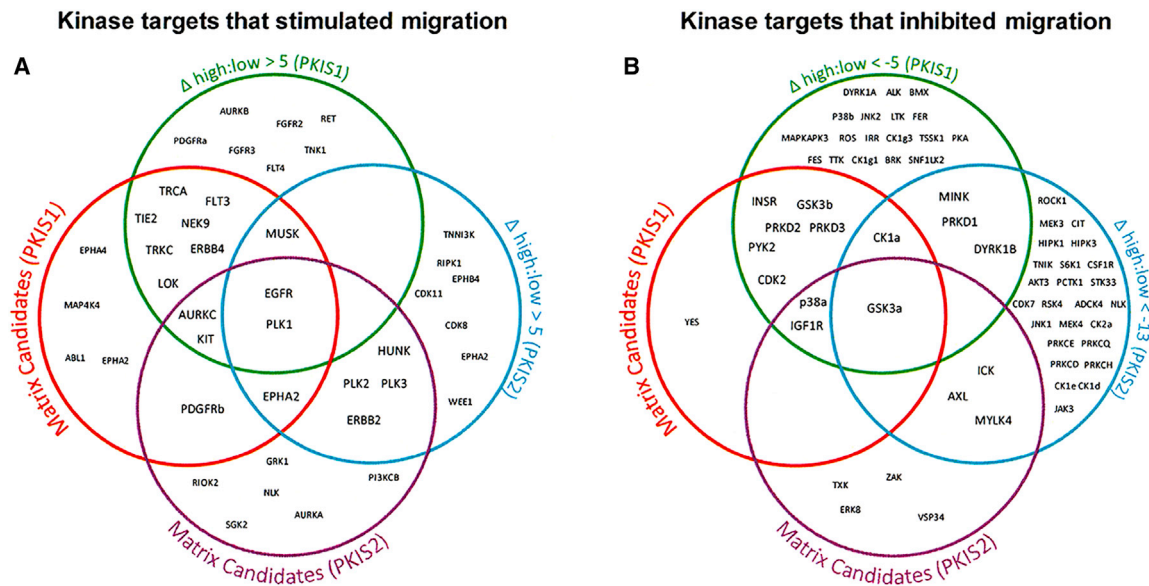 Kinase targets that stimulated migration
A
Δ high:low > 5 (PKIS1)
AURKB
FGFR2
RET
PDGFRa
FGFR3
TNK1
FLT4
TRCA
FLT3
TIE2
NEK9
TRKC
ERBB4
LOK
MUSK
Matrix Candidates (PKIS1)
EPHA4
MAP4K4
ABL1
EPHA2
AURKC
KIT
EGFR
PLK1
Δ high:low > 5 (PKIS2)
TNNI3K
RIPK1
EPHB4
CDK11
CDK8
EPHA2
WEE1
HUNK
PLK2
PLK3
ERBB2
EPHA2
PDGFRb
GRK1
RIOK2
NLK
PI3KCB
SGK2
AURKA
Matrix Candidates (PKIS2)
Kinase targets that inhibited migration
B
Δ high:low < -5 (PKIS1)
DYRK1A ALK BMX
P38b JNK2 LTK FER
MAPKAPK3 ROS IRR CK1g3 TSSK1 PKA
FES TTK CK1g1 BRK SNF1LK2
INSR
GSK3b
PRKD2 PRKD3
PYK2
CDK2
CK1a
MINK
PRKD1
DYRK1B
Matrix Candidates (PKIS1)
YES
p38a
IGF1R
GSK3a
Δ high:low < -13 (PKIS2)
ROCK1
MEK3 CIT
HIPK1 HIPK3
TNIK S6K1 CSF1R
AKT3 PCTK1 STK33
CDK7 RSK4 ADCK4 NLK
JNK1 MEK4 CK2a
PRKCE PRKCQ
PRKCD PRKCH
CK1e CK1d
JAK3
ICK
AXL
MYLK4
TXK
ZAK
ERK8
VSP34
Matrix Candidates (PKIS2)